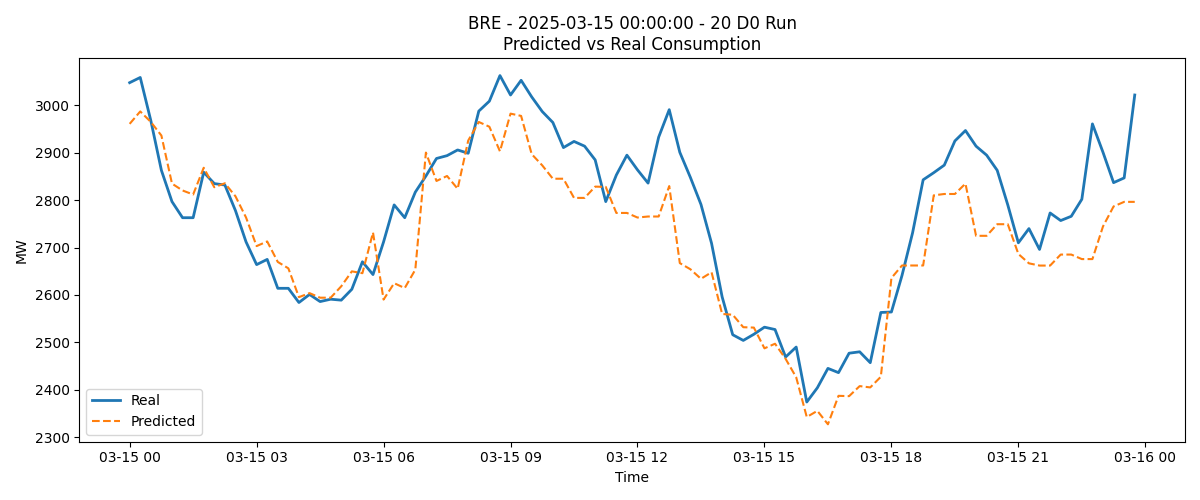 BRE - 2025-03-15 00:00:00 - 20 D0 Run
Predicted vs Real Consumption
MW
3000
2900
2800
2700
2600
2500
2400
2300
Real
Predicted
03-15 00
03-15 03
03-15 06
03-15 09
03-15 12
03-15 15
03-15 18
03-15 21
03-16 00
Time